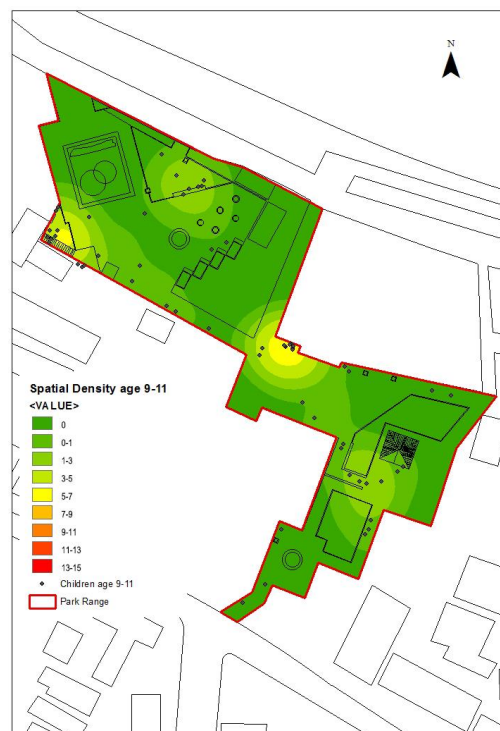 N
Spatial Density age 9-11
<VALUE>
0
0-1
1-3
3-5
5-7
7-9
9-11
11-13
13-15
Children age 9-11
Park Range